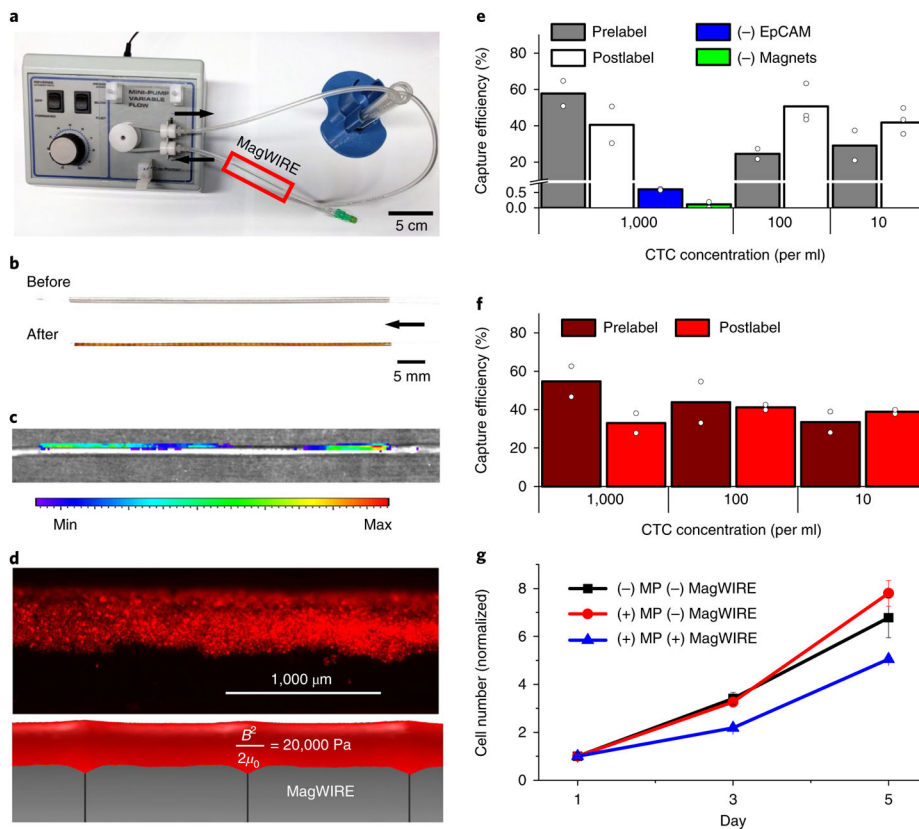 a
MINI-PUMP
VARIABLE
FLOW
MagWIRE
5 cm
b
Before
After
5 mm
c
Min
Max
d
1,000 μm
B²
2μ₀
= 20,000 Pa
MagWIRE
e
Prelabel
Postlabel
(–) EpCAM
(–) Magnets
Capture efficiency (%)
80
60
40
20
0.5
0.0
1,000
100
10
CTC concentration (per ml)
f
Prelabel
Postlabel
Capture efficiency (%)
80
60
40
20
0
1,000
100
10
CTC concentration (per ml)
g
(–) MP (–) MagWIRE
(+) MP (–) MagWIRE
(+) MP (+) MagWIRE
Cell number (normalized)
8
6
4
2
0
1
3
5
Day